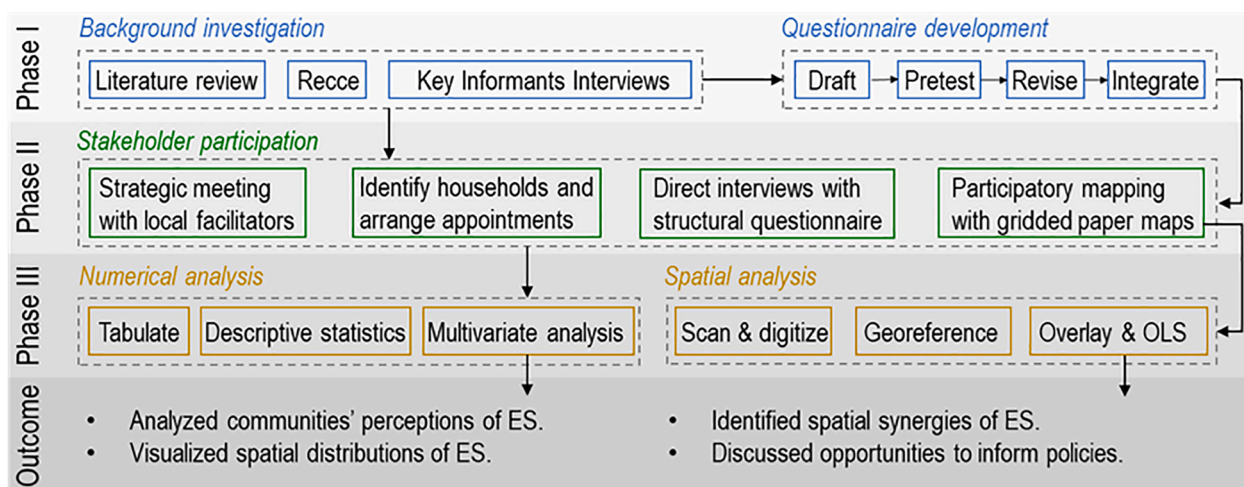 Phase I
Background investigation
Questionnaire development
Literature review
Recce
Key Informants Interviews
Draft
Pretest
Revise
Integrate
Phase II
Stakeholder participation
Strategic meeting
with local facilitators
Identify households and
arrange appointments
Direct interviews with
structural questionnaire
Participatory mapping
with gridded paper maps
Phase III
Numerical analysis
Spatial analysis
Tabulate
Descriptive statistics
Multivariate analysis
Scan & digitize
Georeference
Overlay & OLS
Outcome
• Analyzed communities' perceptions of ES.
• Visualized spatial distributions of ES.
• Identified spatial synergies of ES.
• Discussed opportunities to inform policies.